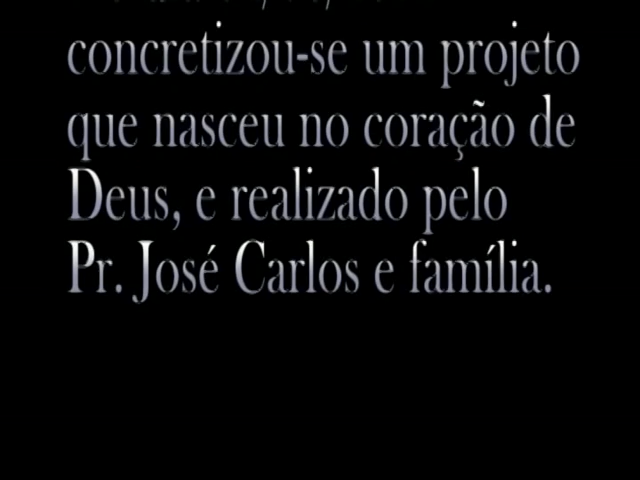 concretizou-se um projeto
que nasceu no coração de
Deus, e realizado pelo
Pr. José Carlos e família.